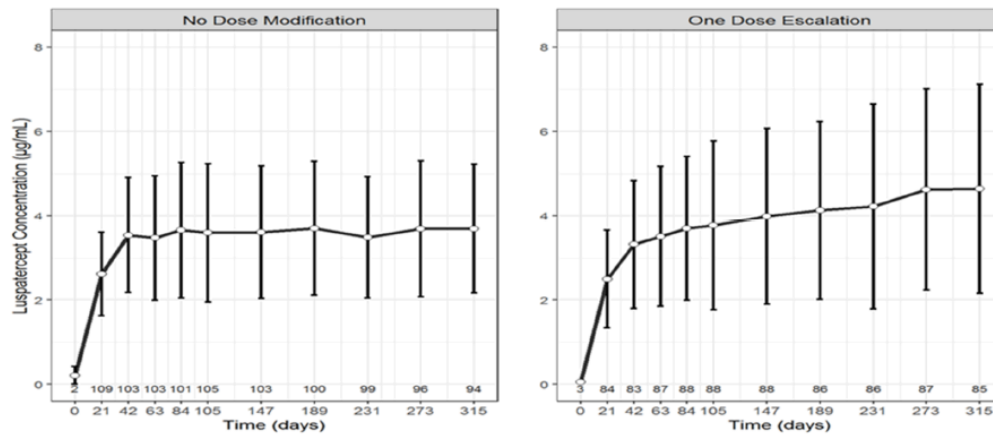 No Dose Modification
One Dose Escalation
Luspatercept Concentration (µg/mL)
8
6
4
2
0
2 109 103 103 101 105 103 100 99 96 94
0 21 42 63 84 105 147 189 231 273 315
Time (days)
8
6
4
2
0
3 84 83 87 88 88 88 86 86 87 85
0 21 42 63 84 105 147 189 231 273 315
Time (days)